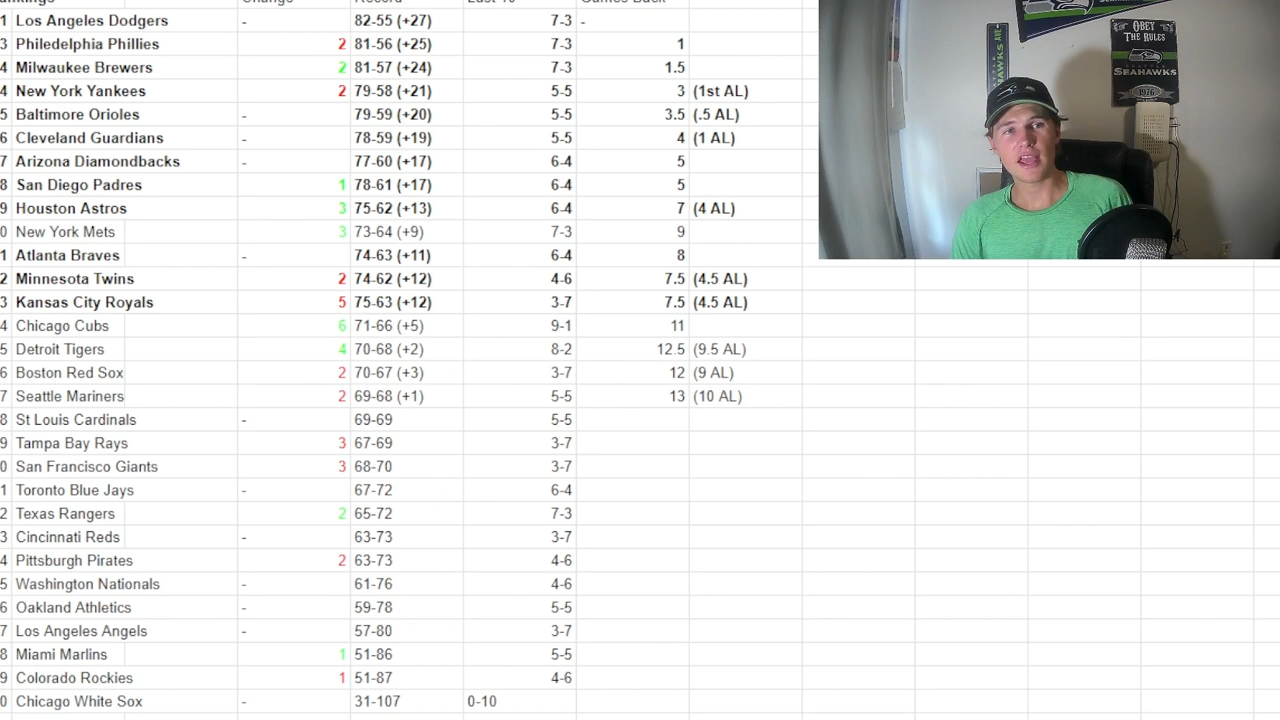 ankings Change Record Last 10 Games Back
1 Los Angeles Dodgers - 82-55 (+27) 7-3 -
3 Philedelphia Phillies 2 81-56 (+25) 7-3 1
4 Milwaukee Brewers 2 81-57 (+24) 7-3 1.5
4 New York Yankees 2 79-58 (+21) 5-5 3 (1st AL)
5 Baltimore Orioles - 79-59 (+20) 5-5 3.5 (.5 AL)
6 Cleveland Guardians - 78-59 (+19) 5-5 4 (1 AL)
7 Arizona Diamondbacks - 77-60 (+17) 6-4 5
8 San Diego Padres 1 78-61 (+17) 6-4 5
9 Houston Astros 3 75-62 (+13) 6-4 7 (4 AL)
0 New York Mets 3 73-64 (+9) 7-3 9
1 Atlanta Braves - 74-63 (+11) 6-4 8
2 Minnesota Twins 2 74-62 (+12) 4-6 7.5 (4.5 AL)
3 Kansas City Royals 5 75-63 (+12) 3-7 7.5 (4.5 AL)
4 Chicago Cubs 6 71-66 (+5) 9-1 11
5 Detroit Tigers 4 70-68 (+2) 8-2 12.5 (9.5 AL)
6 Boston Red Sox 2 70-67 (+3) 3-7 12 (9 AL)
7 Seattle Mariners 2 69-68 (+1) 5-5 13 (10 AL)
8 St Louis Cardinals - 69-69 5-5
9 Tampa Bay Rays 3 67-69 3-7
0 San Francisco Giants 3 68-70 3-7
1 Toronto Blue Jays - 67-72 6-4
2 Texas Rangers 2 65-72 7-3
3 Cincinnati Reds - 63-73 3-7
4 Pittsburgh Pirates 2 63-73 4-6
5 Washington Nationals - 61-76 4-6
6 Oakland Athletics - 59-78 5-5
7 Los Angeles Angels - 57-80 3-7
8 Miami Marlins 1 51-86 5-5
9 Colorado Rockies 1 51-87 4-6
0 Chicago White Sox - 31-107 0-10
OBEY
THE RULES
SEAHAWKS
1976